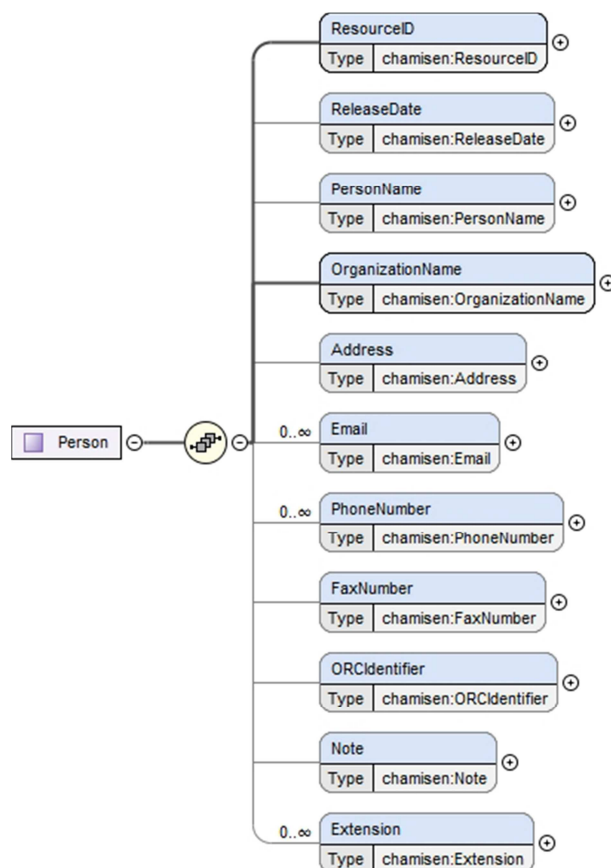 ResourceID
Type chamisen:ResourceID
ReleaseDate
Type chamisen:ReleaseDate
PersonName
Type chamisen:PersonName
OrganizationName
Type chamisen:OrganizationName
Address
Type chamisen:Address
Person
0..∞ Email
Type chamisen:Email
0..∞ PhoneNumber
Type chamisen:PhoneNumber
FaxNumber
Type chamisen:FaxNumber
ORCIdentifier
Type chamisen:ORCIdentifier
Note
Type chamisen:Note
0..∞ Extension
Type chamisen:Extension